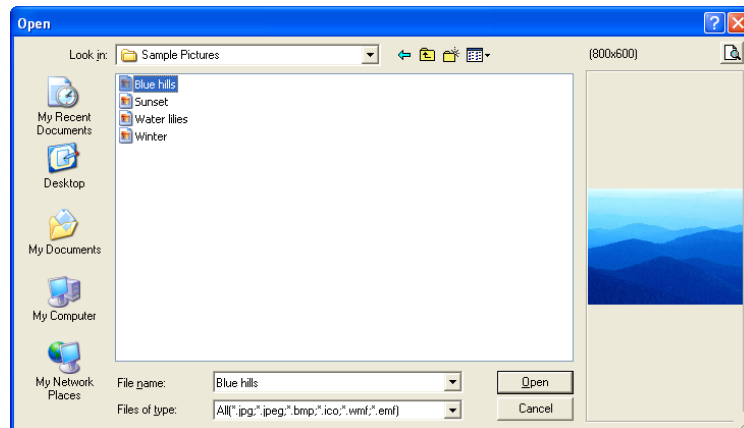 Open
Look in:
Sample Pictures
(800x600)
My Recent
Documents
Desktop
My Documents
My Computer
My Network
Places
Blue hills
Sunset
Water lilies
Winter
File name:
Blue hills
Open
Files of type:
All(*.jpg;*.jpeg;*.bmp;*.ico;*.wmf;*.emf)
Cancel